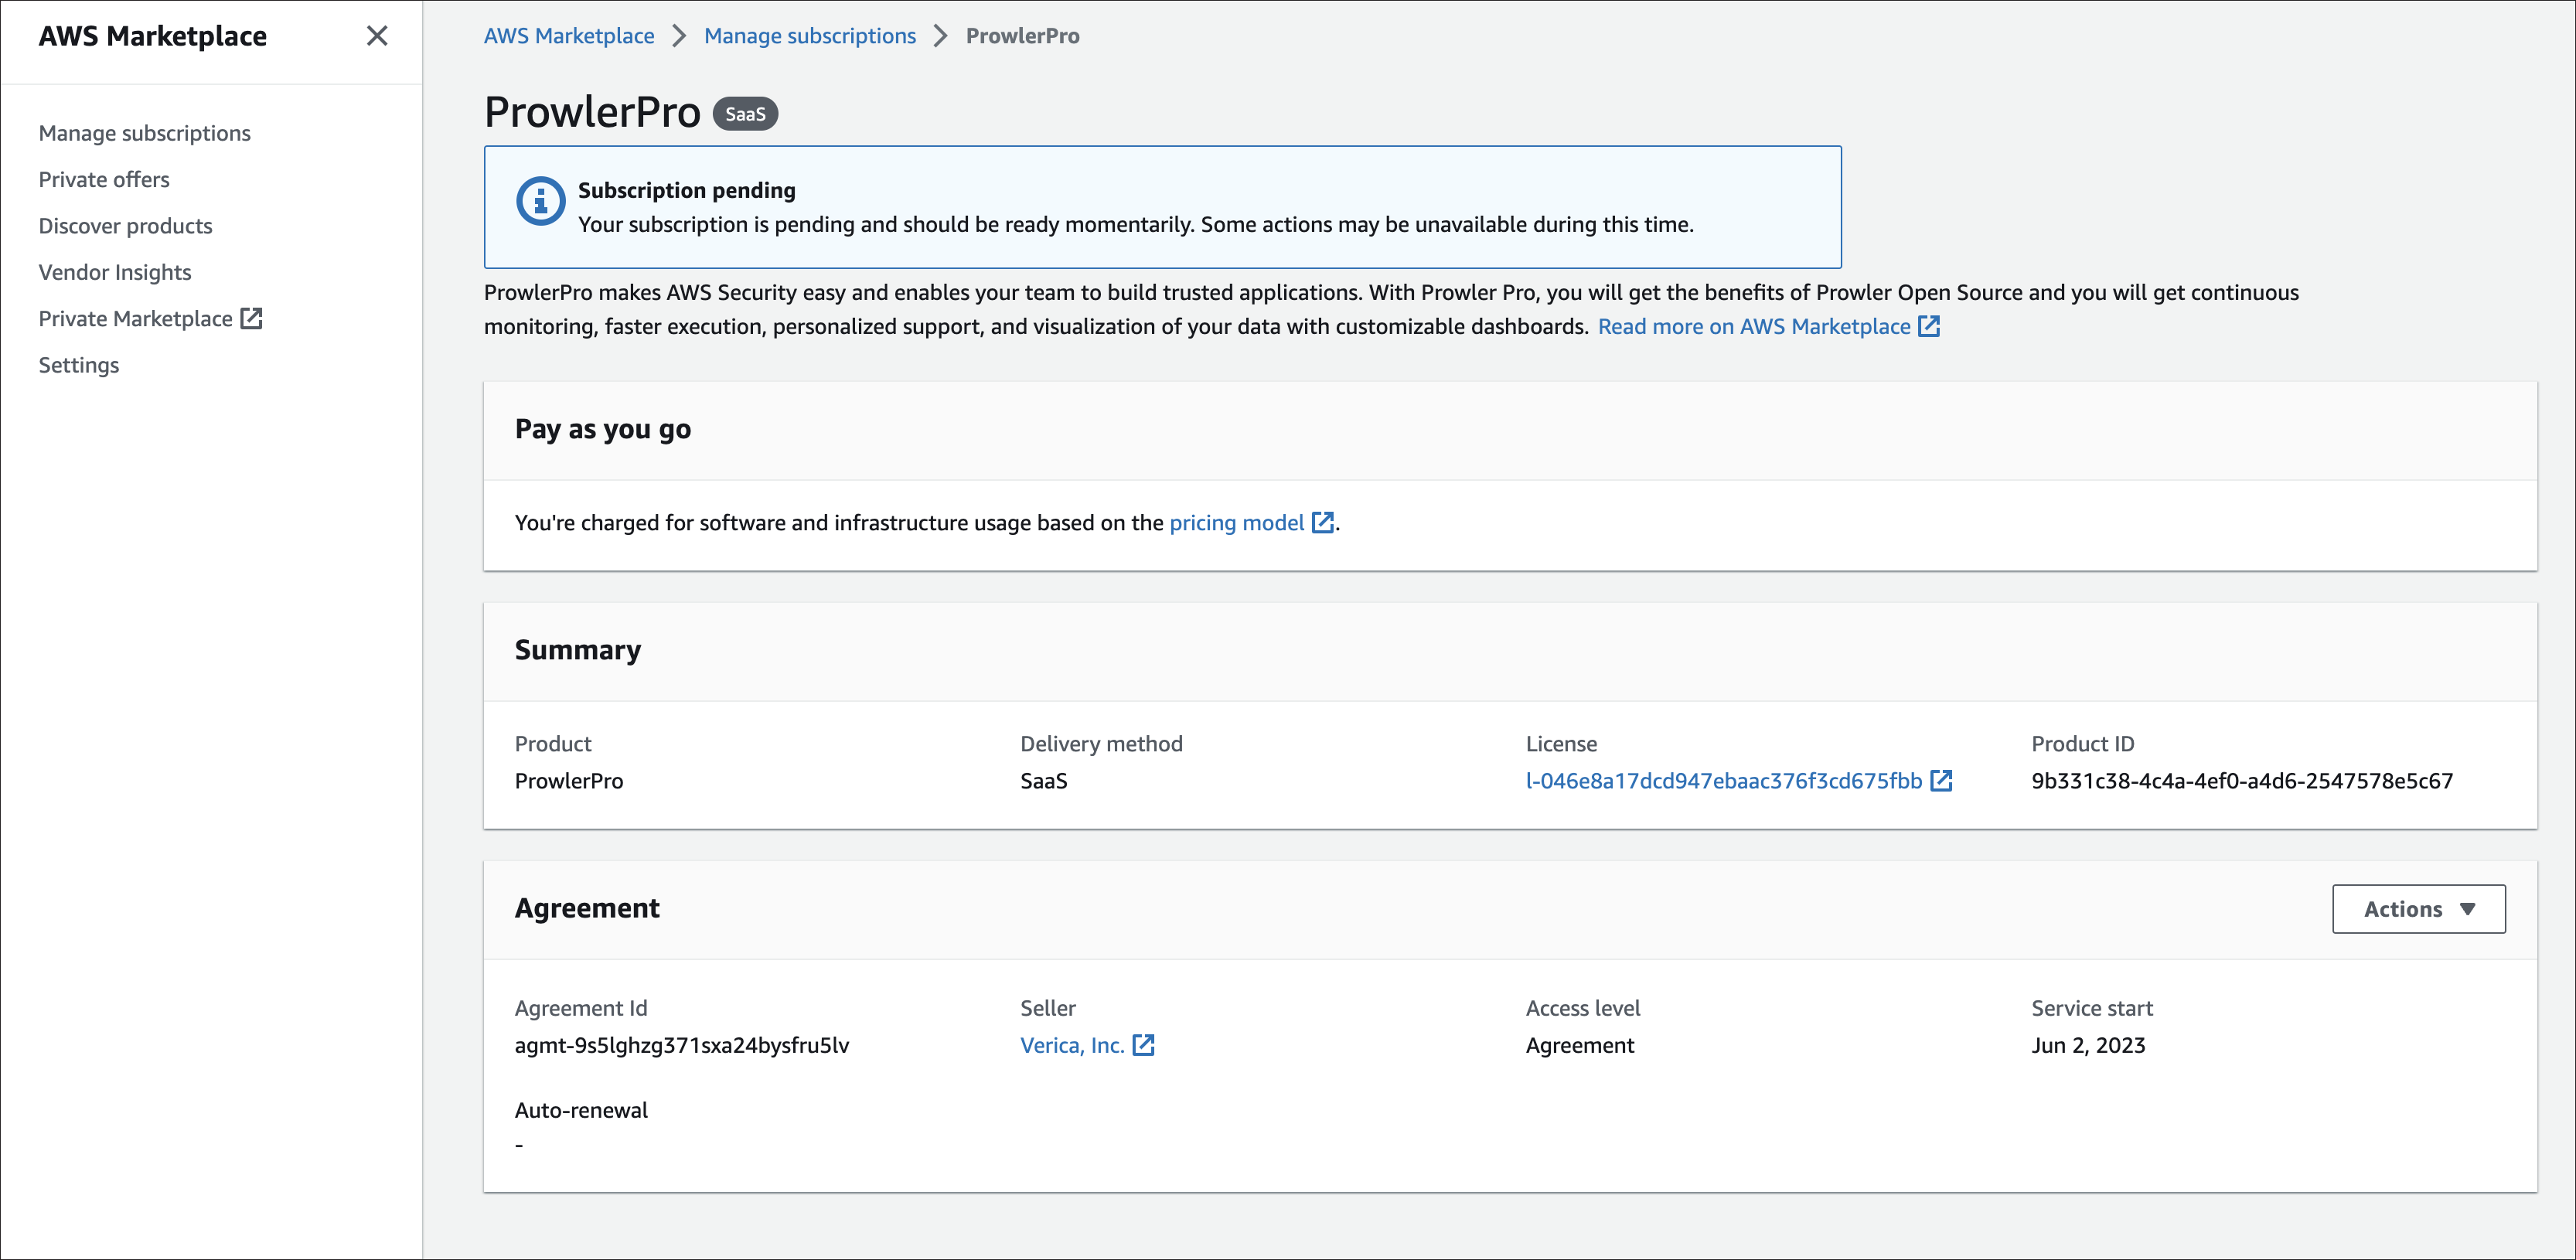 AWS Marketplace
Manage subscriptions
Private offers
Discover products
Vendor Insights
Private Marketplace
Settings
AWS Marketplace > Manage subscriptions > ProwlerPro
ProwlerPro SaaS
Subscription pending
Your subscription is pending and should be ready momentarily. Some actions may be unavailable during this time.
ProwlerPro makes AWS Security easy and enables your team to build trusted applications. With Prowler Pro, you will get the benefits of Prowler Open Source and you will get continuous
monitoring, faster execution, personalized support, and visualization of your data with customizable dashboards. Read more on AWS Marketplace
Pay as you go
You're charged for software and infrastructure usage based on the pricing model.
Summary
Product Delivery method License Product ID
ProwlerPro SaaS l-046e8a17dcd947ebaac376f3cd675fbb 9b331c38-4c4a-4ef0-a4d6-2547578e5c67
Agreement Actions
Agreement Id Seller Access level Service start
agmt-9s5lghzg371sxa24bysfru5lv Verica, Inc. Agreement Jun 2, 2023
Auto-renewal
-